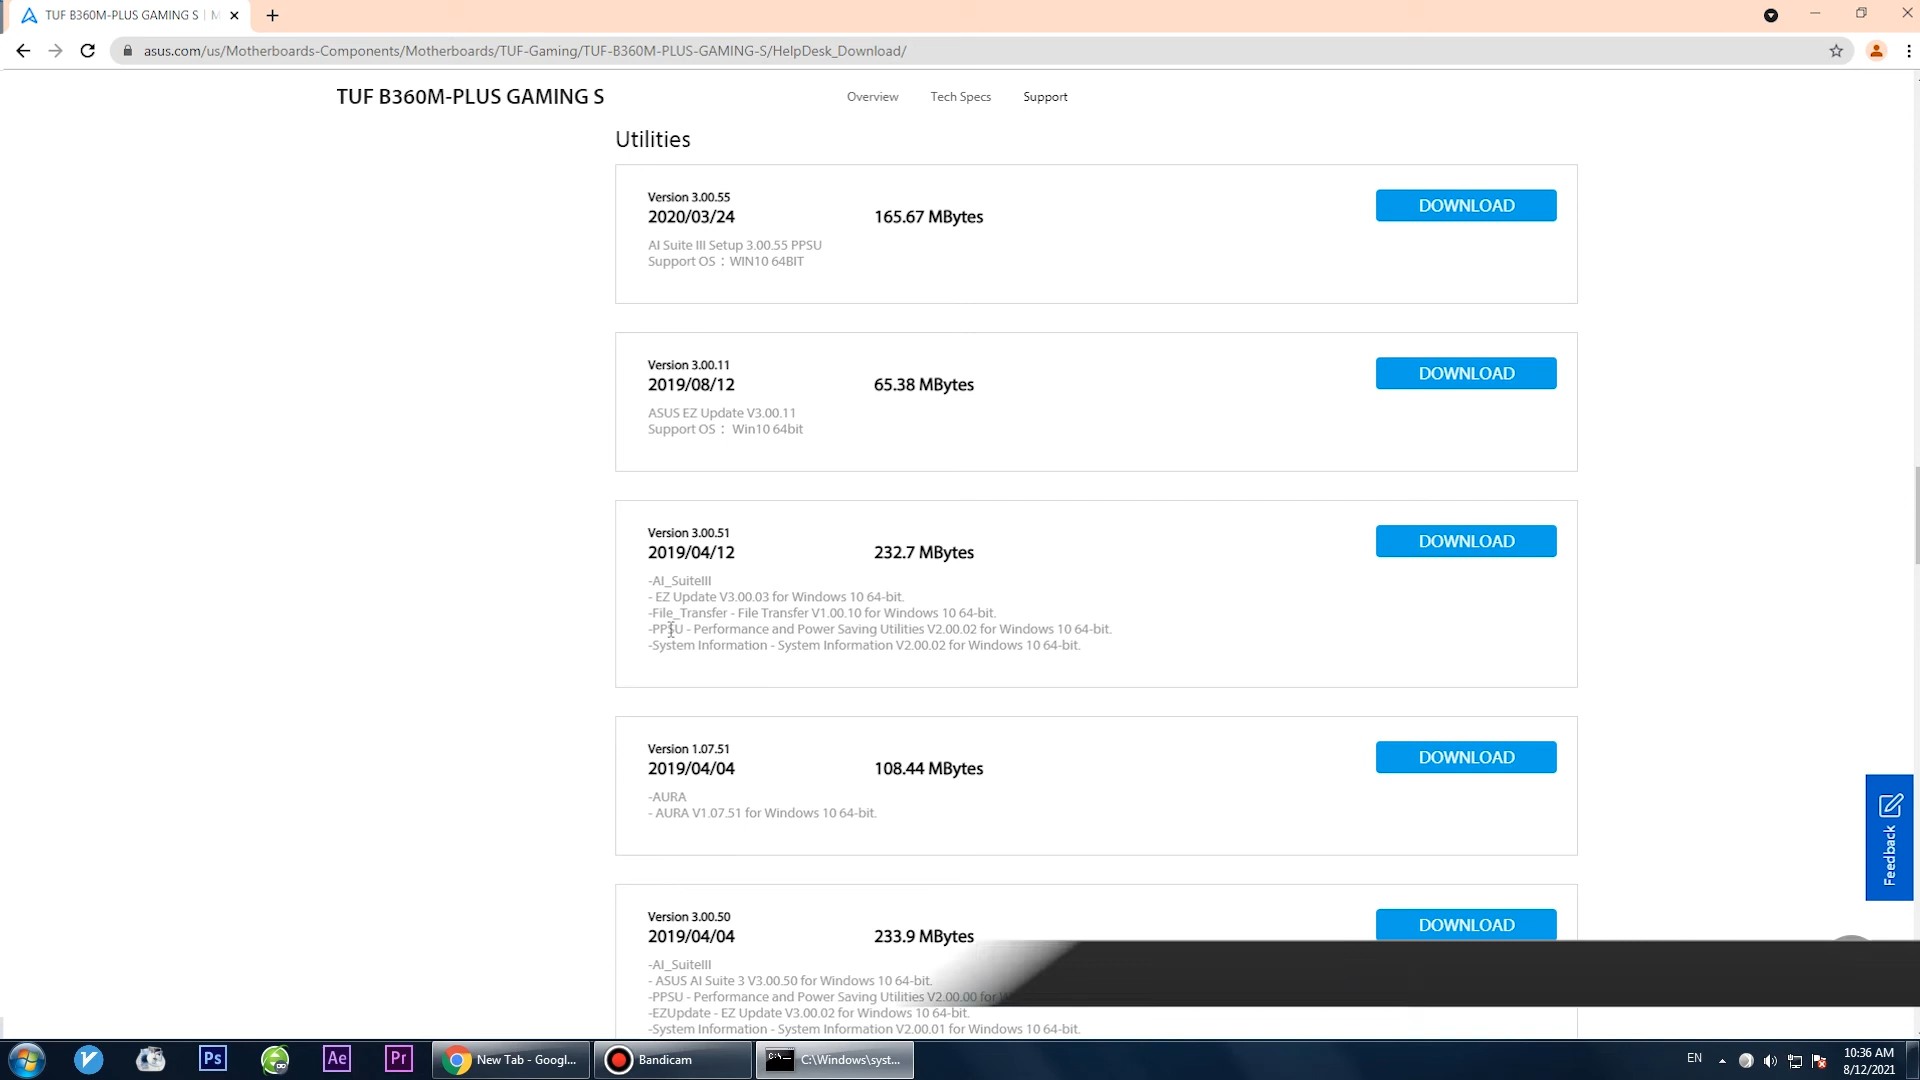 TUF B360M-PLUS GAMING S | M
asus.com/us/Motherboards-Components/Motherboards/TUF-Gaming/TUF-B360M-PLUS-GAMING-S/HelpDesk_Download/
TUF B360M-PLUS GAMING S
Overview
Tech Specs
Support
Utilities
Version 3.00.55
2020/03/24
165.67 MBytes
DOWNLOAD
AI Suite III Setup 3.00.55 PPSU
Support OS：WIN10 64BIT
Version 3.00.11
2019/08/12
65.38 MBytes
DOWNLOAD
ASUS EZ Update V3.00.11
Support OS： Win10 64bit
Version 3.00.51
2019/04/12
232.7 MBytes
DOWNLOAD
-AI_SuiteIII
- EZ Update V3.00.03 for Windows 10 64-bit.
-File_Transfer - File Transfer V1.00.10 for Windows 10 64-bit.
-PPSU - Performance and Power Saving Utilities V2.00.02 for Windows 10 64-bit.
-System Information - System Information V2.00.02 for Windows 10 64-bit.
Version 1.07.51
2019/04/04
108.44 MBytes
DOWNLOAD
-AURA
- AURA V1.07.51 for Windows 10 64-bit.
Feedback
Version 3.00.50
2019/04/04
233.9 MBytes
DOWNLOAD
-AI_SuiteIII
- ASUS AI Suite 3 V3.00.50 for Windows 10 64-bit.
-PPSU - Performance and Power Saving Utilities V2.00.00 for
-EZUpdate - EZ Update V3.00.02 for Windows 10 64-bit.
-System Information - System Information V2.00.01 for Windows 10 64-bit.
Ps
Ae
Pr
New Tab - Googl...
Bandicam
C:\Windows\syst...
EN
10:36 AM
8/12/2021